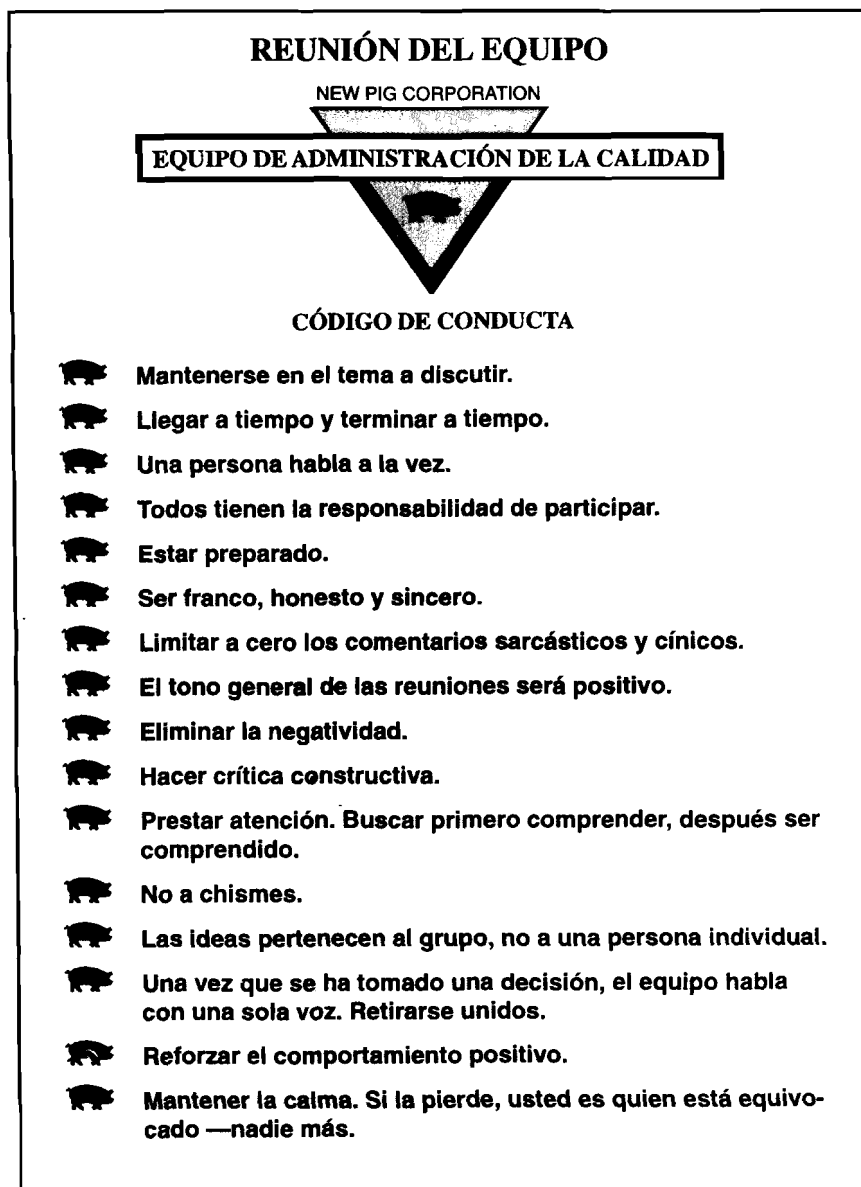 REUNIÓN DEL EQUIPO
NEW PIG CORPORATION
EQUIPO DE ADMINISTRACIÓN DE LA CALIDAD
CÓDIGO DE CONDUCTA
Mantenerse en el tema a discutir.
Llegar a tiempo y terminar a tiempo.
Una persona habla a la vez.
Todos tienen la responsabilidad de participar.
Estar preparado.
Ser franco, honesto y sincero.
Limitar a cero los comentarios sarcásticos y cínicos.
El tono general de las reuniones será positivo.
Eliminar la negatividad.
Hacer crítica constructiva.
Prestar atención. Buscar primero comprender, después ser
comprendido.
No a chismes.
Las ideas pertenecen al grupo, no a una persona individual.
Una vez que se ha tomado una decisión, el equipo habla
con una sola voz. Retirarse unidos.
Reforzar el comportamiento positivo.
Mantener la calma. Si la pierde, usted es quien está equivo-
cado —nadie más.